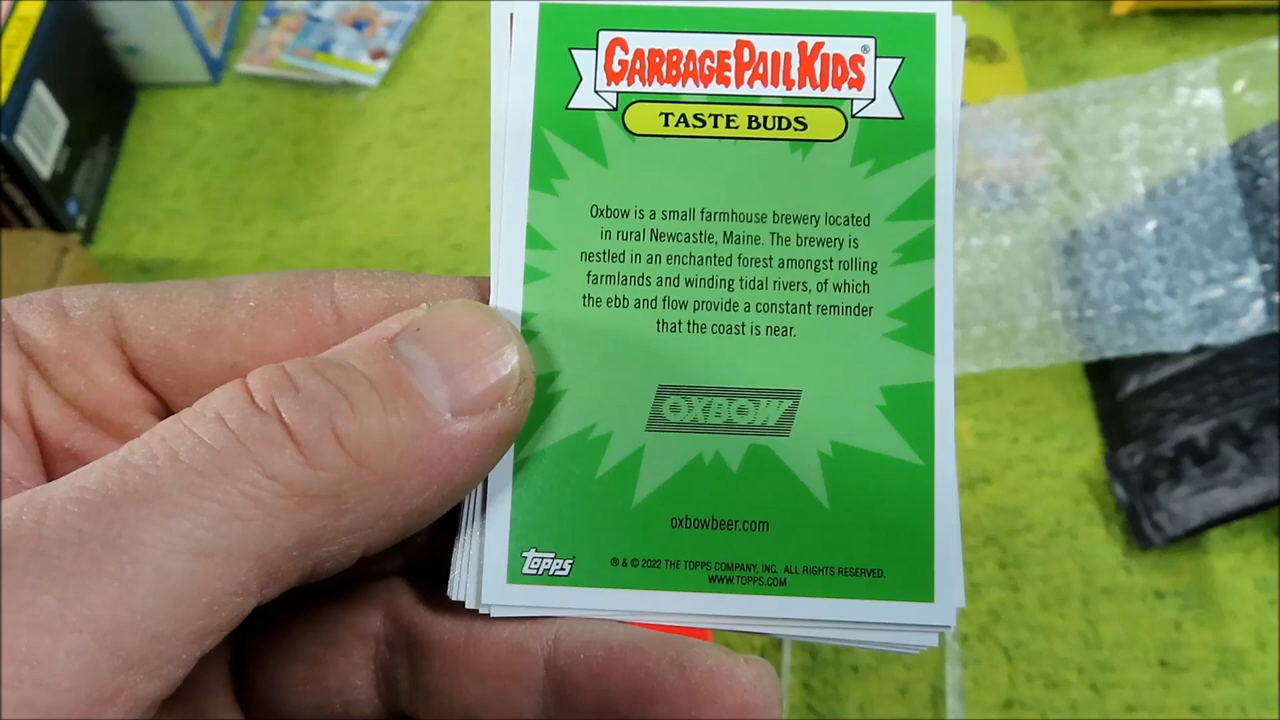 GARBAGE PAIL KIDS®
TASTE BUDS
Oxbow is a small farmhouse brewery located
in rural Newcastle, Maine. The brewery is
nestled in an enchanted forest amongst rolling
farmlands and winding tidal rivers, of which
the ebb and flow provide a constant reminder
that the coast is near.
OXBOW
oxbowbeer.com
TOPPS
® & © 2022 THE TOPPS COMPANY, INC. ALL RIGHTS RESERVED.
WWW.TOPPS.COM